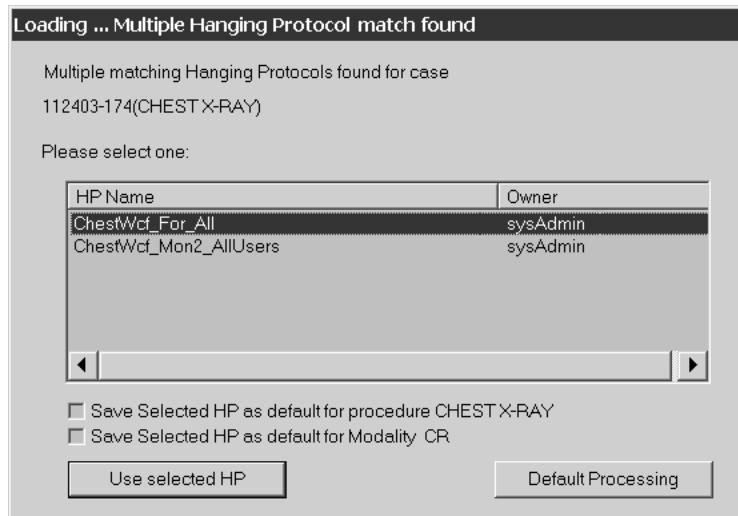 Loading ... Multiple Hanging Protocol match found
Multiple matching Hanging Protocols found for case
112403-174(CHEST X-RAY)
Please select one:
HP Name Owner
ChestWcf_For_All sysAdmin
ChestWcf_Mon2_AllUsers sysAdmin
Save Selected HP as default for procedure CHEST X-RAY
Save Selected HP as default for Modality CR
Use selected HP Default Processing